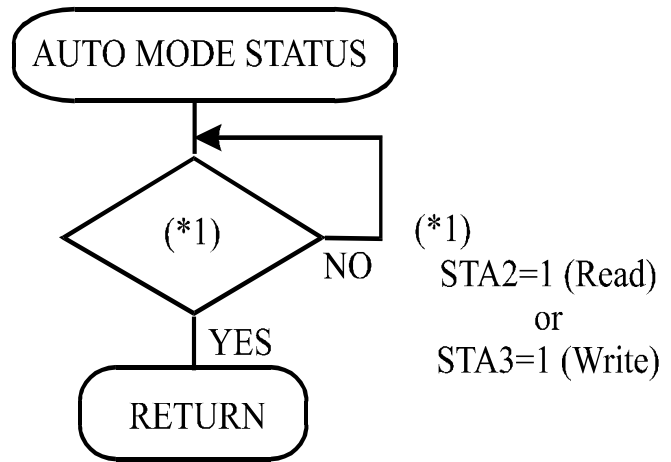 AUTO MODE STATUS
(*1)
NO
YES
RETURN
(*1)
STA2=1 (Read)
or
STA3=1 (Write)